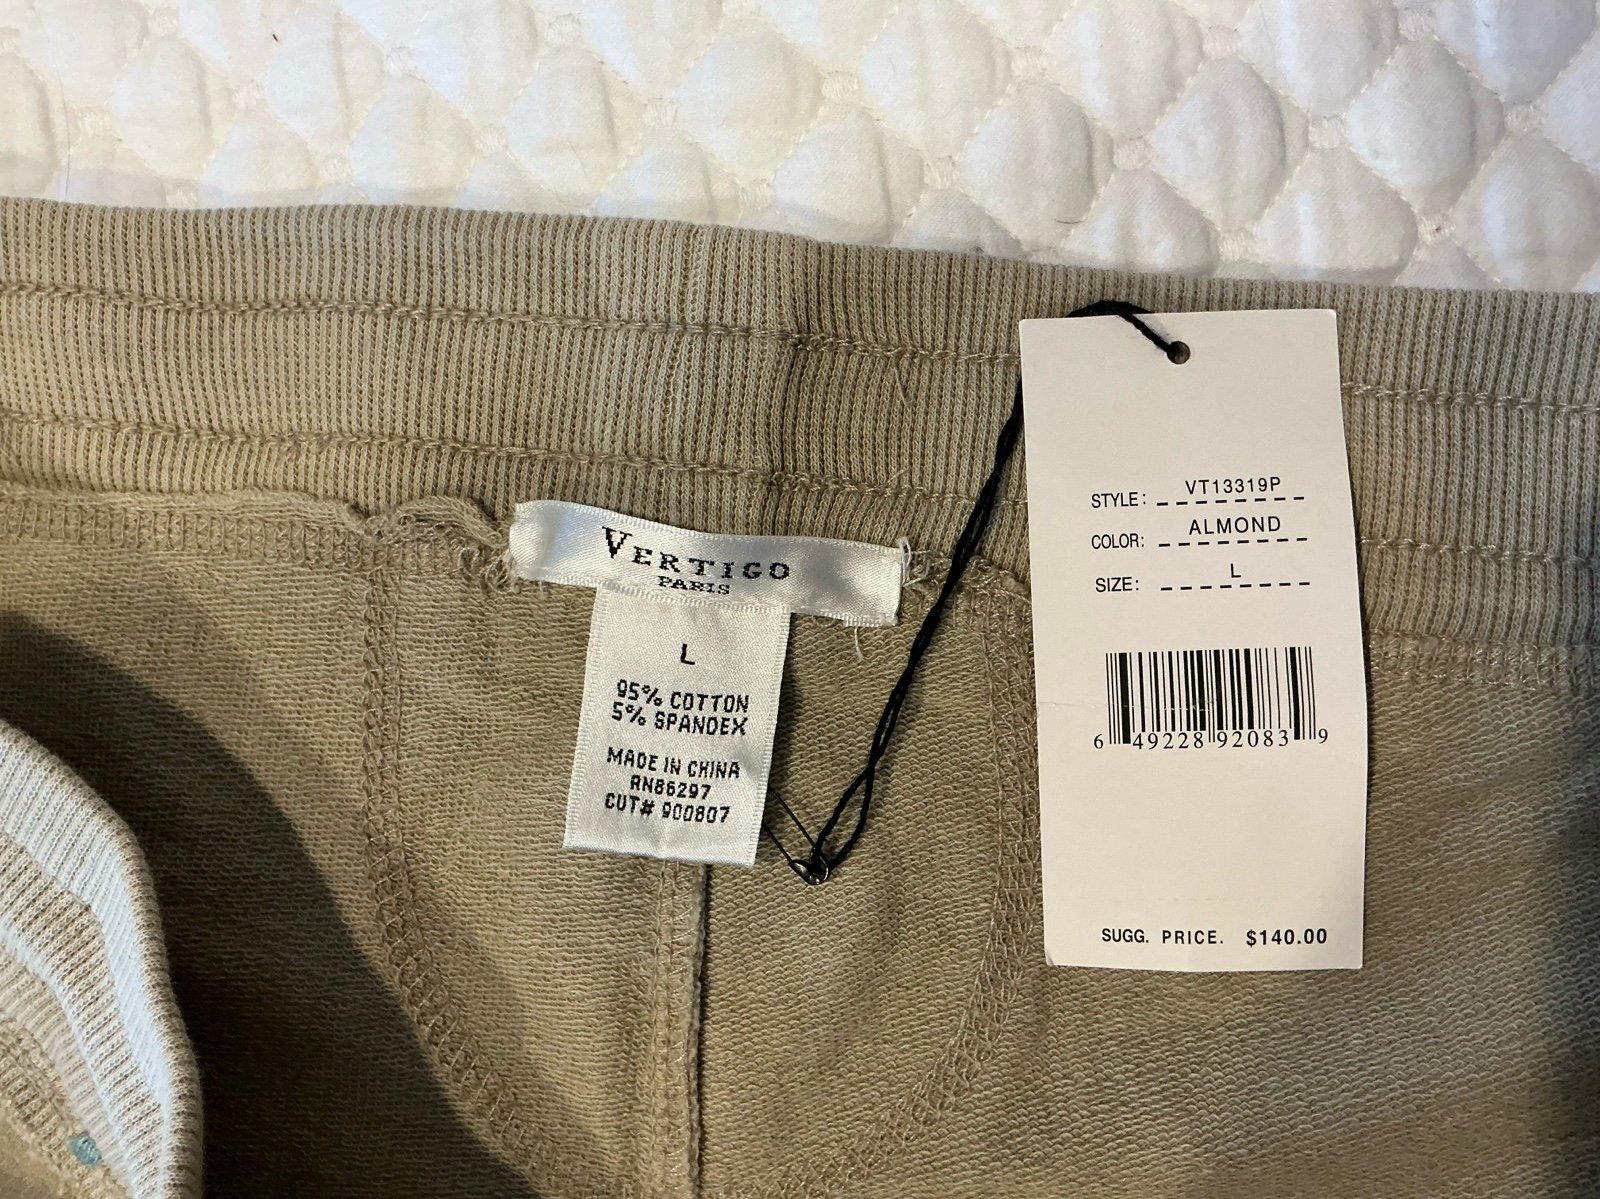 VERTIGO
PARIS
L
95% COTTON
5% SPANDEX
MADE IN CHINA
RN86297
CUT# 900807
STYLE: VT13319P
COLOR: ALMOND
SIZE: L
6 49228 92083 9
SUGG. PRICE. $140.00